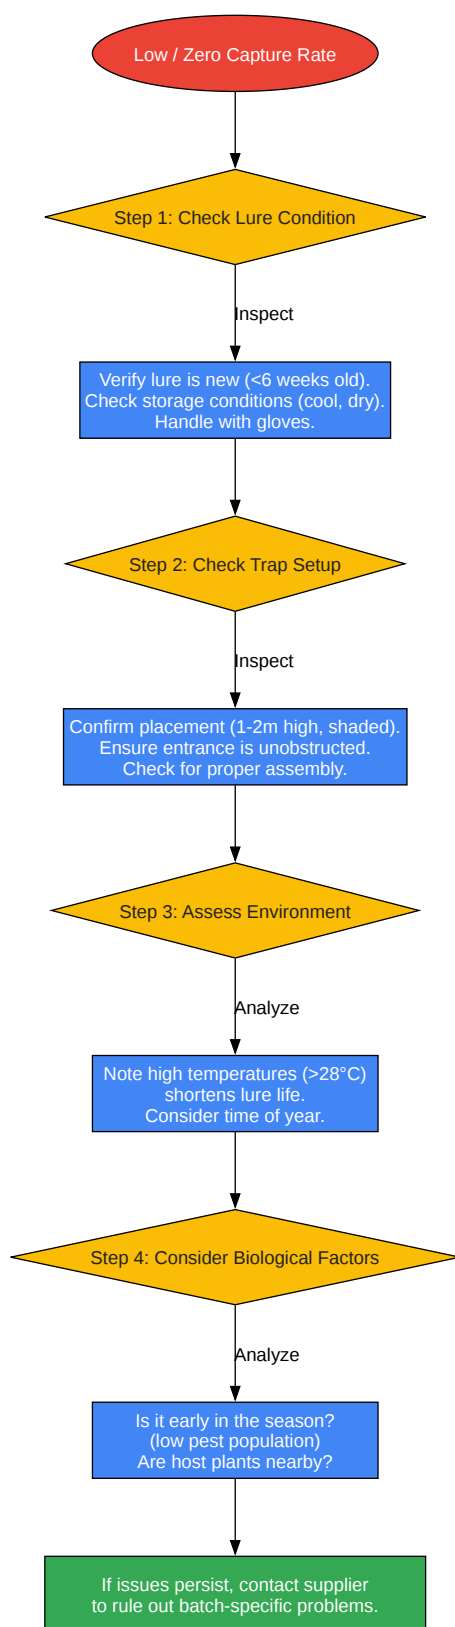 Low / Zero Capture Rate
Step 1: Check Lure Condition
Inspect
Verify lure is new (<6 weeks old).
Check storage conditions (cool, dry).
Handle with gloves.
Step 2: Check Trap Setup
Inspect
Confirm placement (1-2m high, shaded).
Ensure entrance is unobstructed.
Check for proper assembly.
Step 3: Assess Environment
Analyze
Note high temperatures (>28°C)
shortens lure life.
Consider time of year.
Step 4: Consider Biological Factors
Analyze
Is it early in the season?
(low pest population)
Are host plants nearby?
If issues persist, contact supplier
to rule out batch-specific problems.